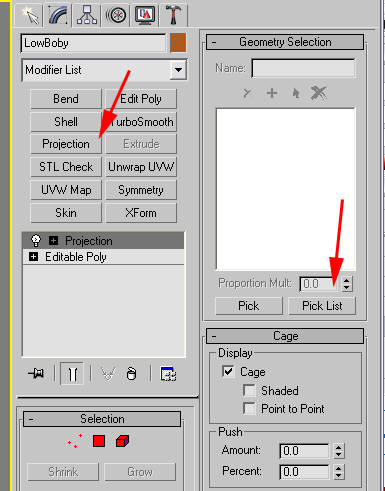 LowBoby
Modifier List
Bend
Edit Poly
Shell
TurboSmooth
Projection
Extrude
STL Check
Unwrap UVW
UVW Map
Symmetry
Skin
XForm
Projection
Editable Poly
Selection
Shrink
Grow
Geometry Selection
Name:
Proportion Mult: 0.0
Pick
Pick List
Cage
Display
Cage
Shaded
Point to Point
Push
Amount: 0.0
Percent: 0.0